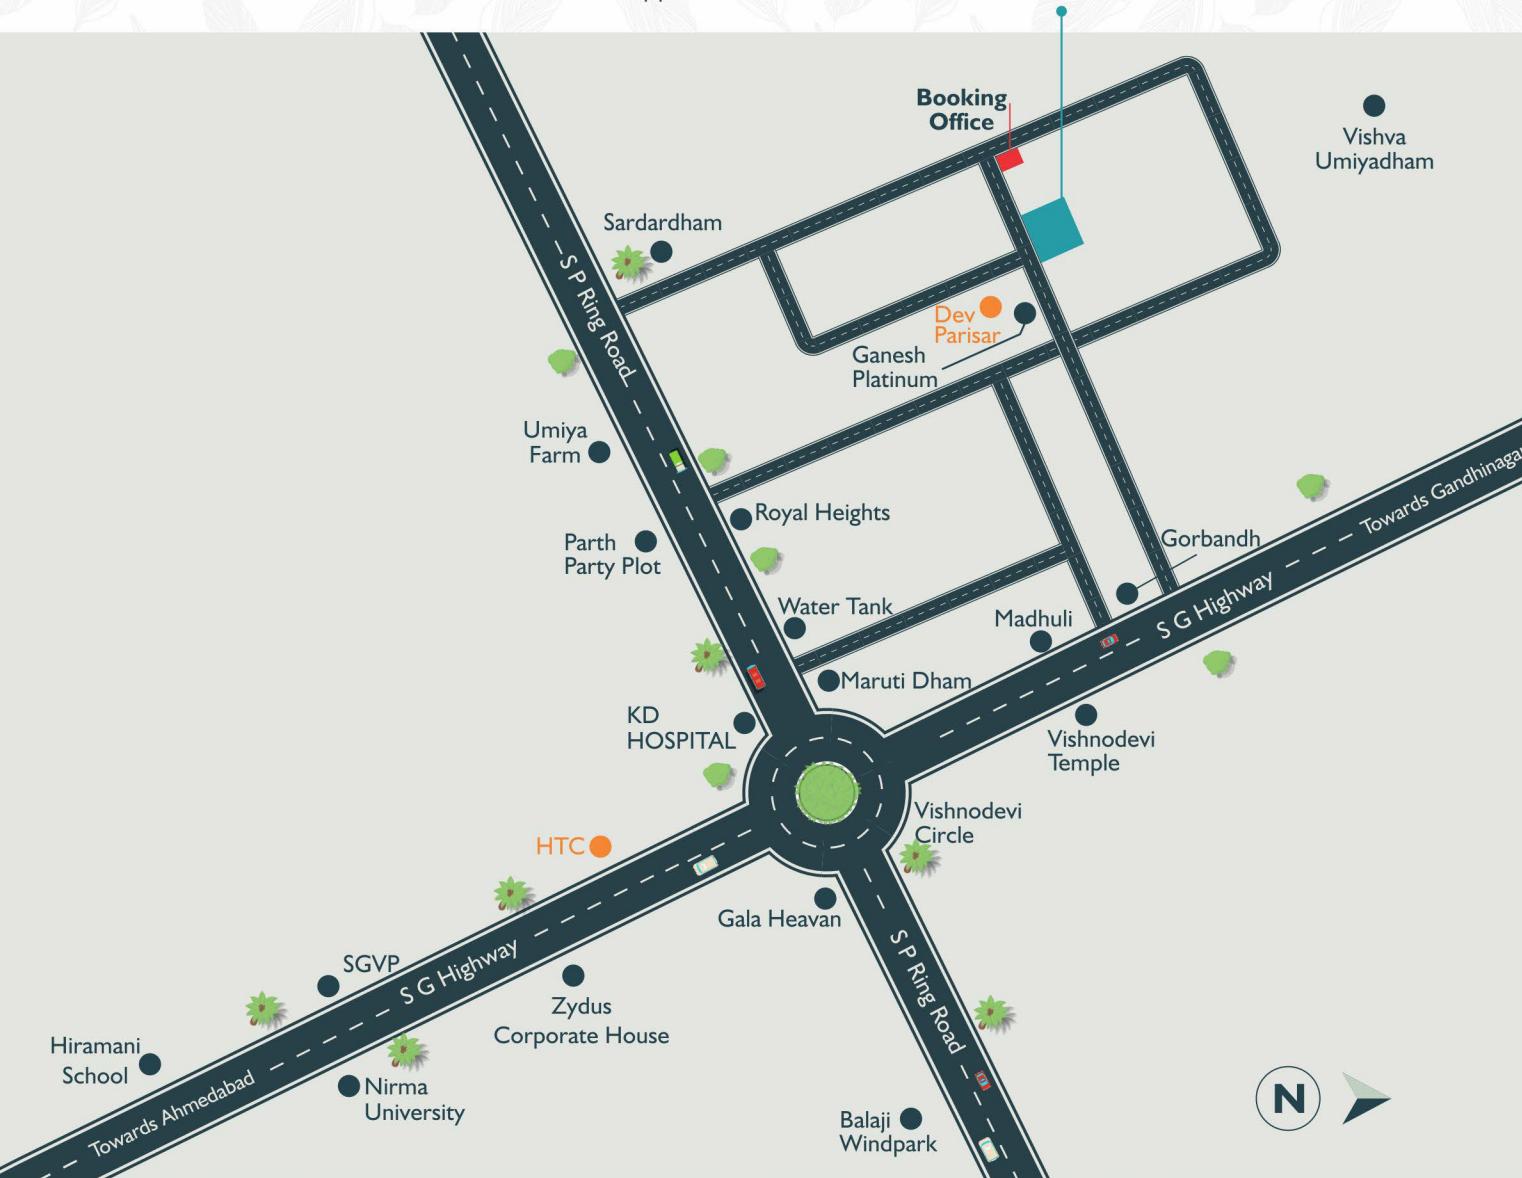 Booking
Office
Vishva
Umiyadham
Sardardham
S P Ring Road
Dev
Parisar
Ganesh
Platinum
Umiya
Farm
Royal Heights
Parth
Party Plot
Towards Gandhinagar
Gorbandh
S G Highway
Water Tank
Madhuli
Maruti Dham
KD
HOSPITAL
Vishnodevi
Temple
Vishnodevi
Circle
HTC
Gala Heavan
SGVP
S G Highway
S P Ring Road
Zydus
Corporate House
Hiramani
School
Nirma
University
Towards Ahmedabad
Balaji
Windpark
N